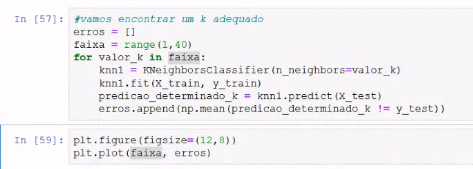 In [57]: #vamos encontrar um k adequado
erros = []
faixa = range(1,40)
for valor_k in faixa:
    knn1 = KNeighborsClassifier(n_neighbors=valor_k)
    knn1.fit(X_train, y_train)
    predicao_determinado_k = knn1.predict(X_test)
    erros.append(np.mean(predicao_determinado_k != y_test))
In [59]: plt.figure(figsize=(12,8))
plt.plot(faixa, erros)